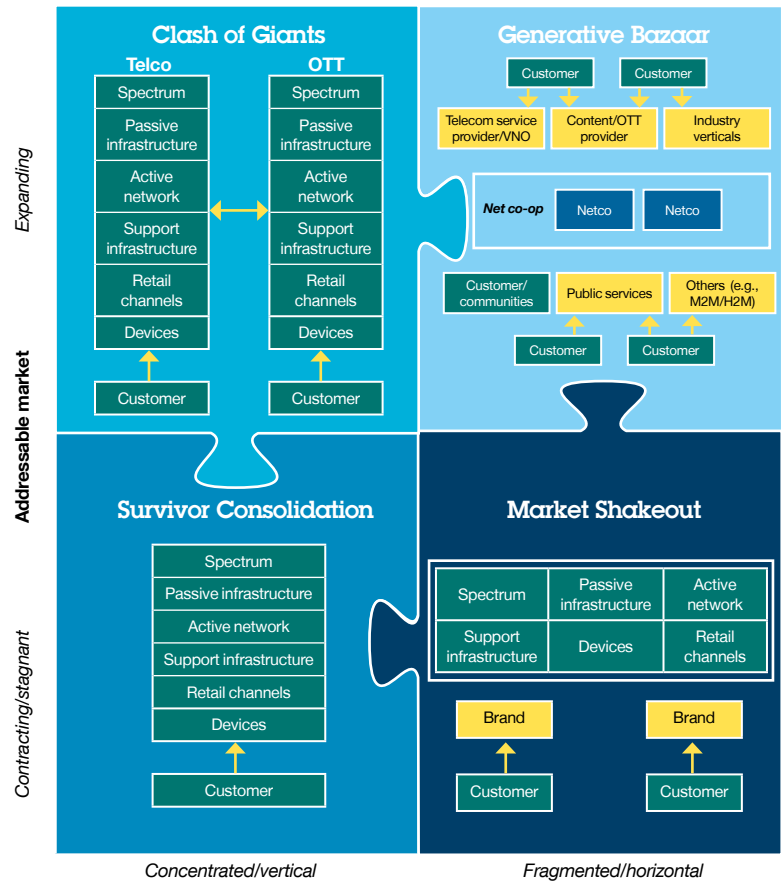 Clash of Giants
Telco
OTT
Spectrum
Passive
infrastructure
Active
network
Support
infrastructure
Retail
channels
Devices
Customer
Spectrum
Passive
infrastructure
Active
network
Support
infrastructure
Retail
channels
Devices
Customer
Generative Bazaar
Customer
Customer
Telecom service
provider/VNO
Content/OTT
provider
Industry
verticals
Net co-op
Netco
Netco
Customer/
communities
Public services
Others (e.g.,
M2M/H2M)
Customer
Customer
Expanding
Addressable market
Contracting/stagnant
Survivor Consolidation
Spectrum
Passive infrastructure
Active network
Support infrastructure
Retail channels
Devices
Customer
Market Shakeout
Spectrum
Passive
infrastructure
Active
network
Support
infrastructure
Devices
Retail
channels
Brand
Brand
Customer
Customer
Concentrated/vertical
Fragmented/horizontal